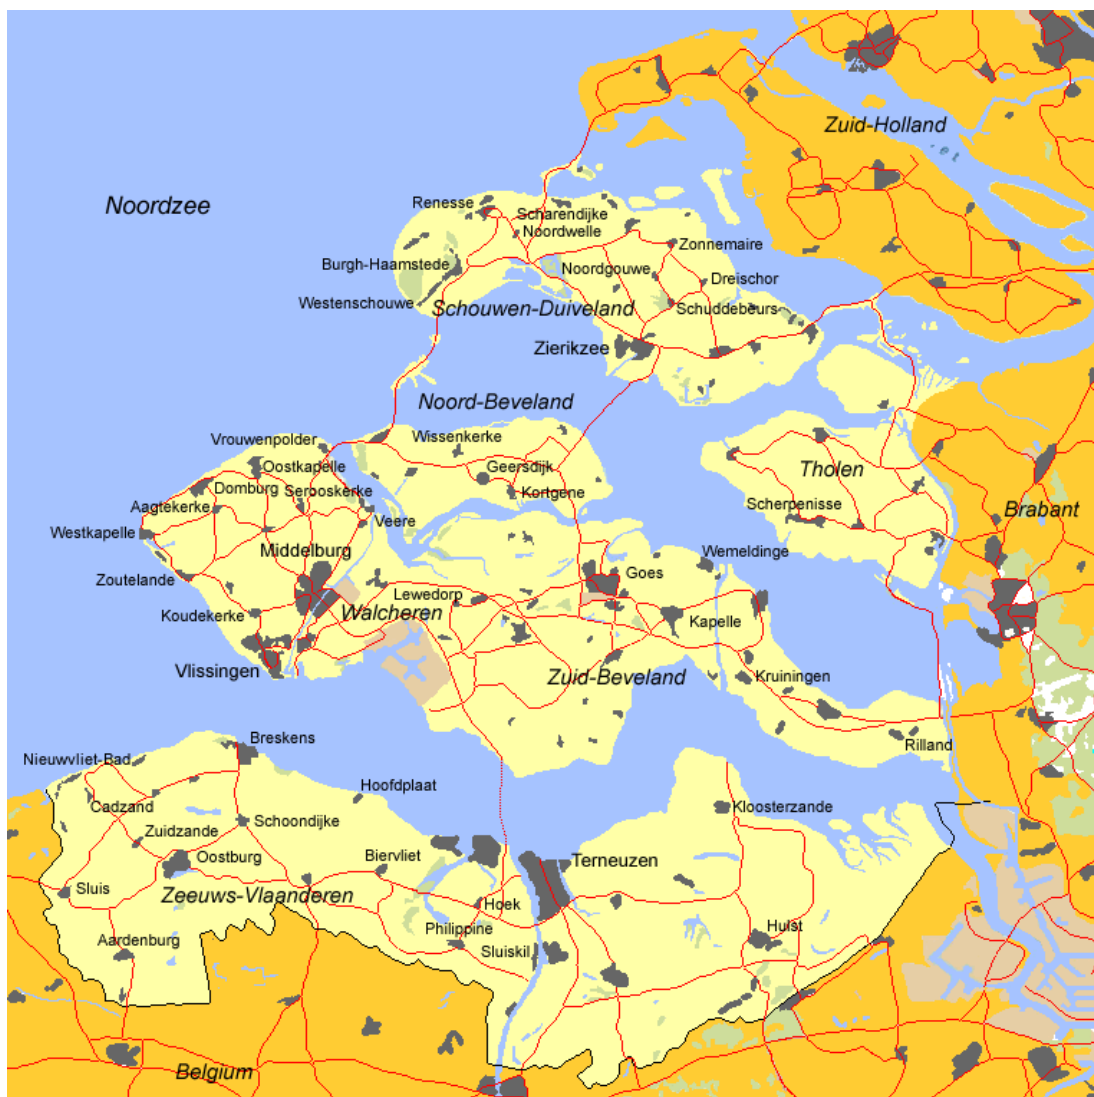 Zuid-Holland
Noordzee
Renesse
Scharendijke
Noordwelle
Zonnemaire
Burgh-Haamstede
Noordgouwe
Dreischor
Westenschouwe
Schouwen-Duiveland
Schuddebeurs
Zierikzee
Noord-Beveland
Vrouwenpolder
Wissenkerke
Oostkapelle
Geersdijk
Tholen
Domburg
Serooskerke
Kortgene
Aagtekerke
Scherpenisse
Brabant
Veere
Westkapelle
Middelburg
Wemeldinge
Zoutelande
Goes
Lewedorp
Koudekerke
Walcheren
Kapelle
Vlissingen
Zuid-Beveland
Kruiningen
Breskens
Rilland
Nieuwvliet-Bad
Hoofdplaat
Cadzand
Kloosterzande
Schoondijke
Zuidzande
Oostburg
Biervliet
Terneuzen
Sluis
Zeeuws-Vlaanderen
Hoek
Philippine
Hulst
Aardenburg
Sluiskil
Belgium